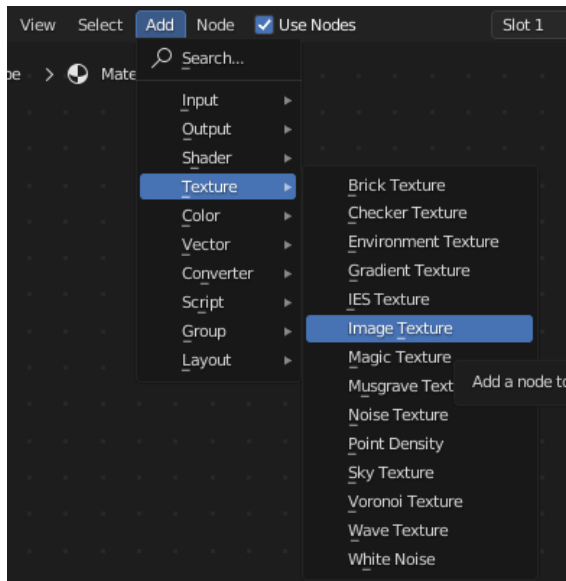 View Select Add Node Use Nodes Slot 1
Search...
Mate
Input
Output
Shader
Texture
Color
Vector
Converter
Script
Group
Layout
Brick Texture
Checker Texture
Environment Texture
Gradient Texture
IES Texture
Image Texture
Magic Texture
Musgrave Text
Add a node to
Noise Texture
Point Density
Sky Texture
Voronoi Texture
Wave Texture
White Noise